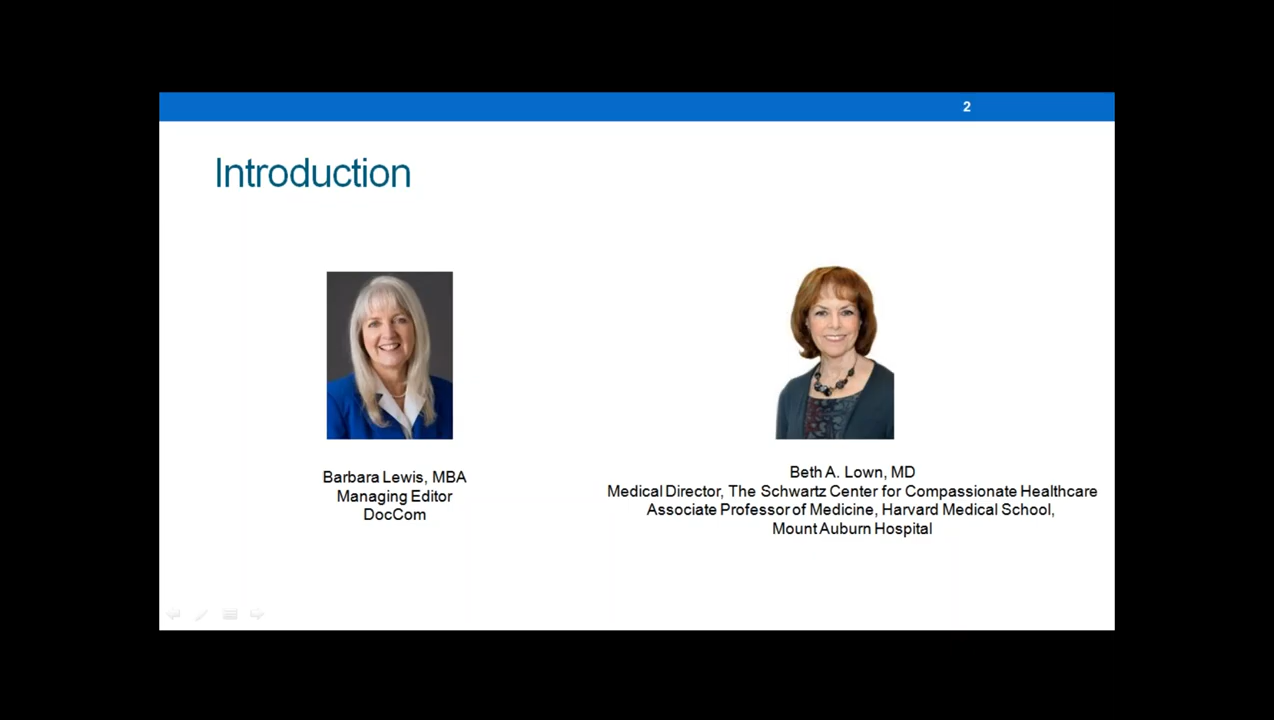 2
Introduction
Barbara Lewis, MBA
Managing Editor
DocCom
Beth A. Lown, MD
Medical Director, The Schwartz Center for Compassionate Healthcare
Associate Professor of Medicine, Harvard Medical School,
Mount Auburn Hospital